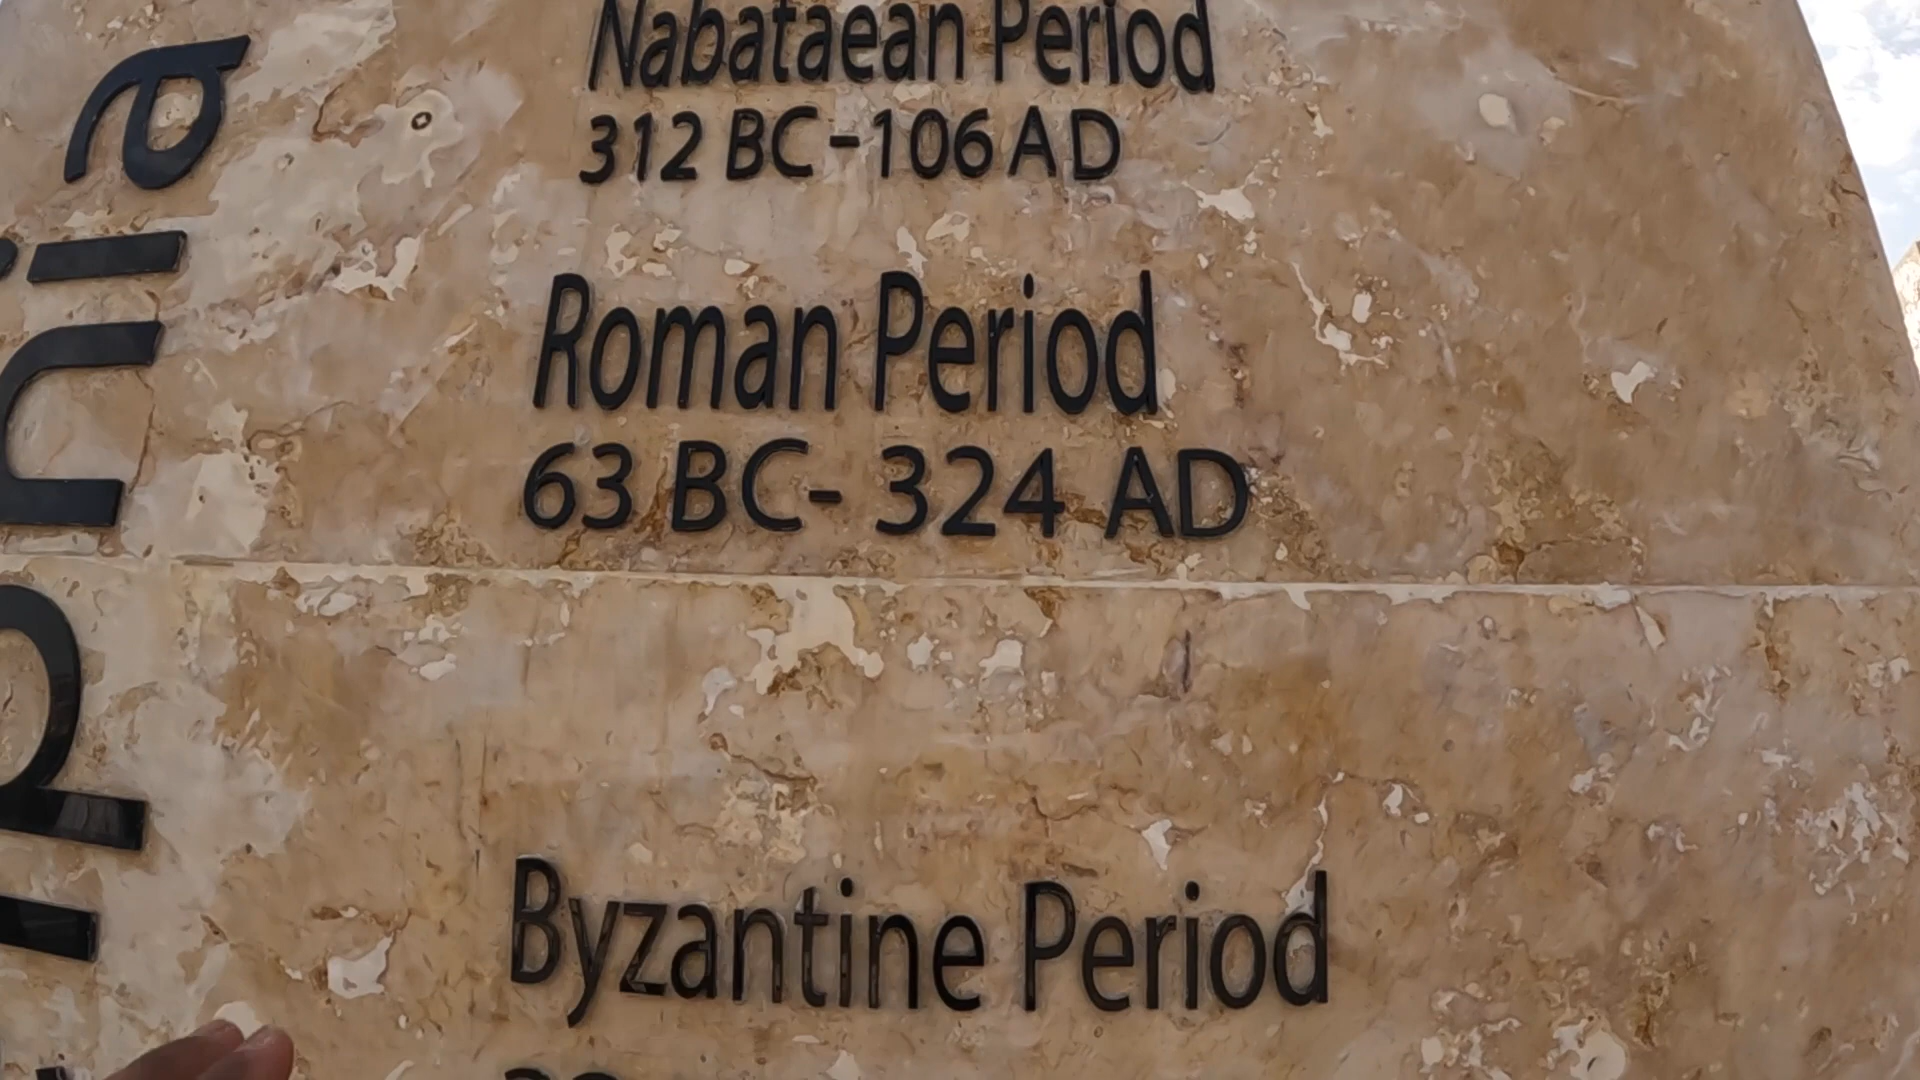 Nabataean Period
312 BC-106 AD
Roman Period
63 BC- 324 AD
Byzantine Period